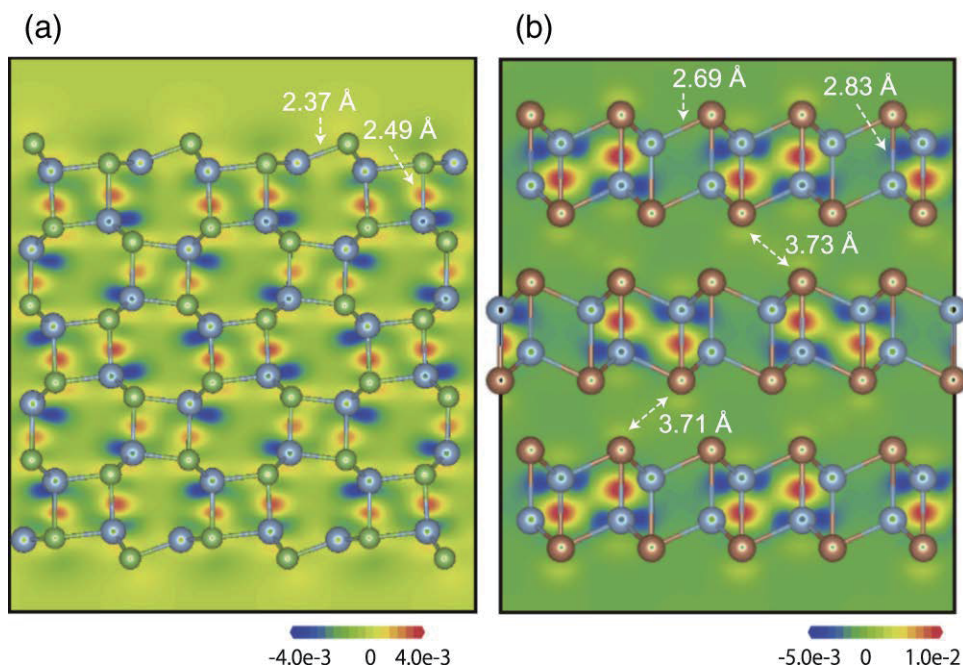 (a)
(b)
2.37 Å
2.49 Å
2.69 Å
2.83 Å
3.73 Å
3.71 Å
-4.0e-3 0 4.0e-3
-5.0e-3 0 1.0e-2